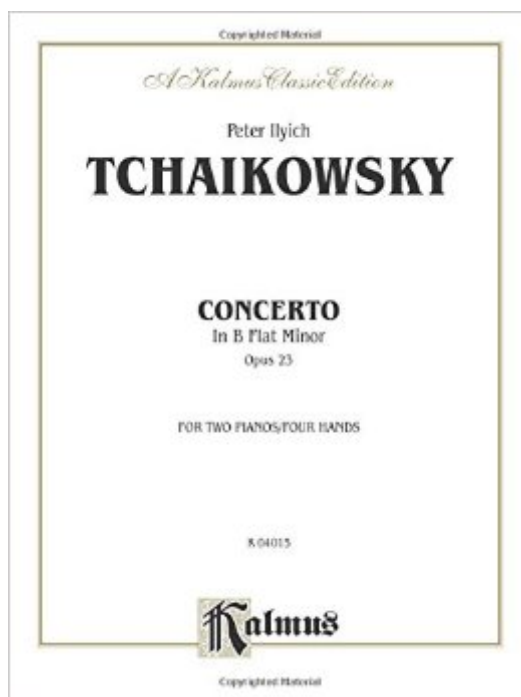 Copyrighted Material
A Kalmus Classic Edition
Peter Ilyich
TCHAIKOWSKY
CONCERTO
In B Flat Minor
Opus 23
FOR TWO PIANOS/FOUR HANDS
K 04015
Kalmus
Copyrighted Material